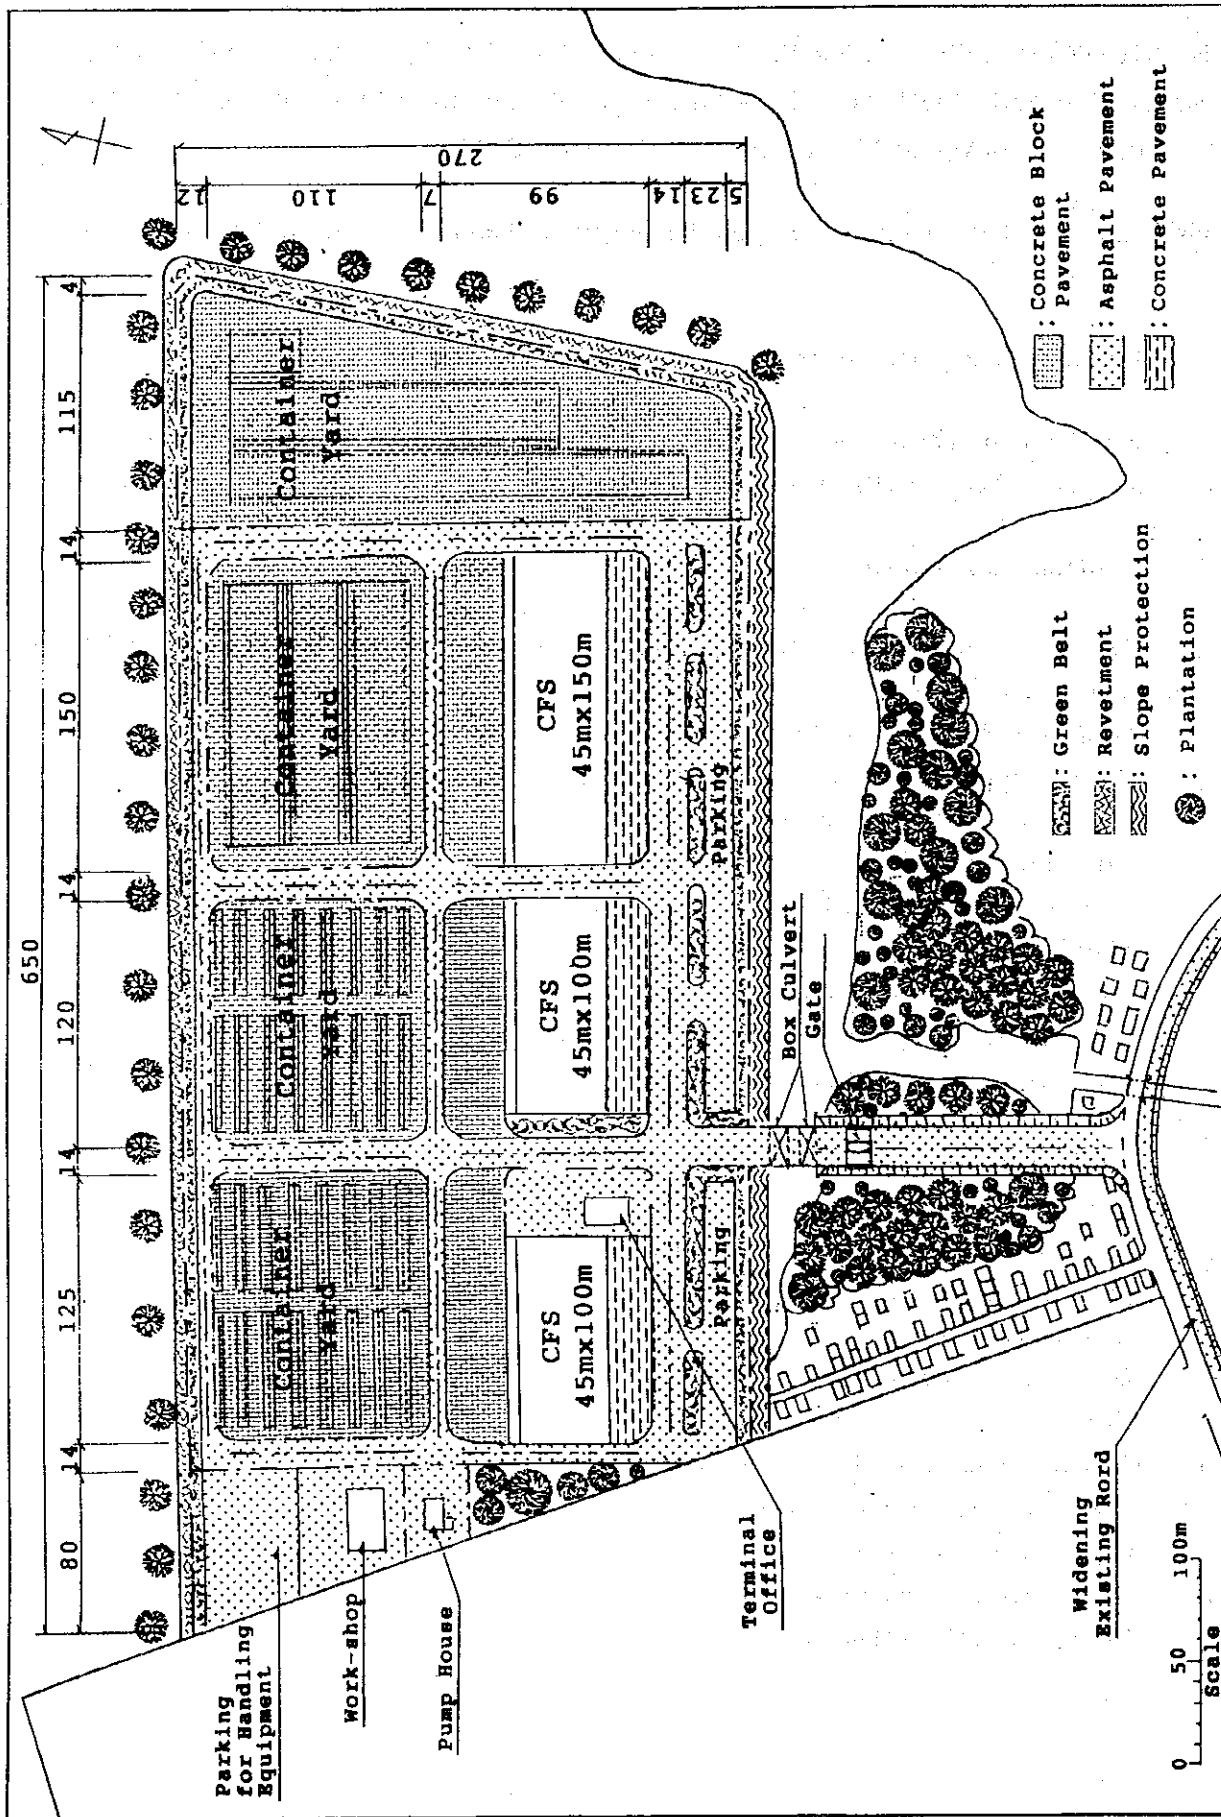 650
80
14
125
14
120
14
150
14
115
4
270
12
110
7
99
14
23
5
Container
Yard
Container
Yard
Container
Yard
Container
Yard
CFS
45mx100m
CFS
45mx100m
CFS
45mx150m
Parking
Parking
Parking
for Handling
Equipment
Work-shop
Pump House
Terminal
Office
Box Culvert
Gate
Widening
Existing Rord
: Green Belt
: Revetment
: Slope Protection
: Plantation
: Concrete Block
Pavement
: Asphalt Pavement
: Concrete Pavement
0 50 100m
Scale